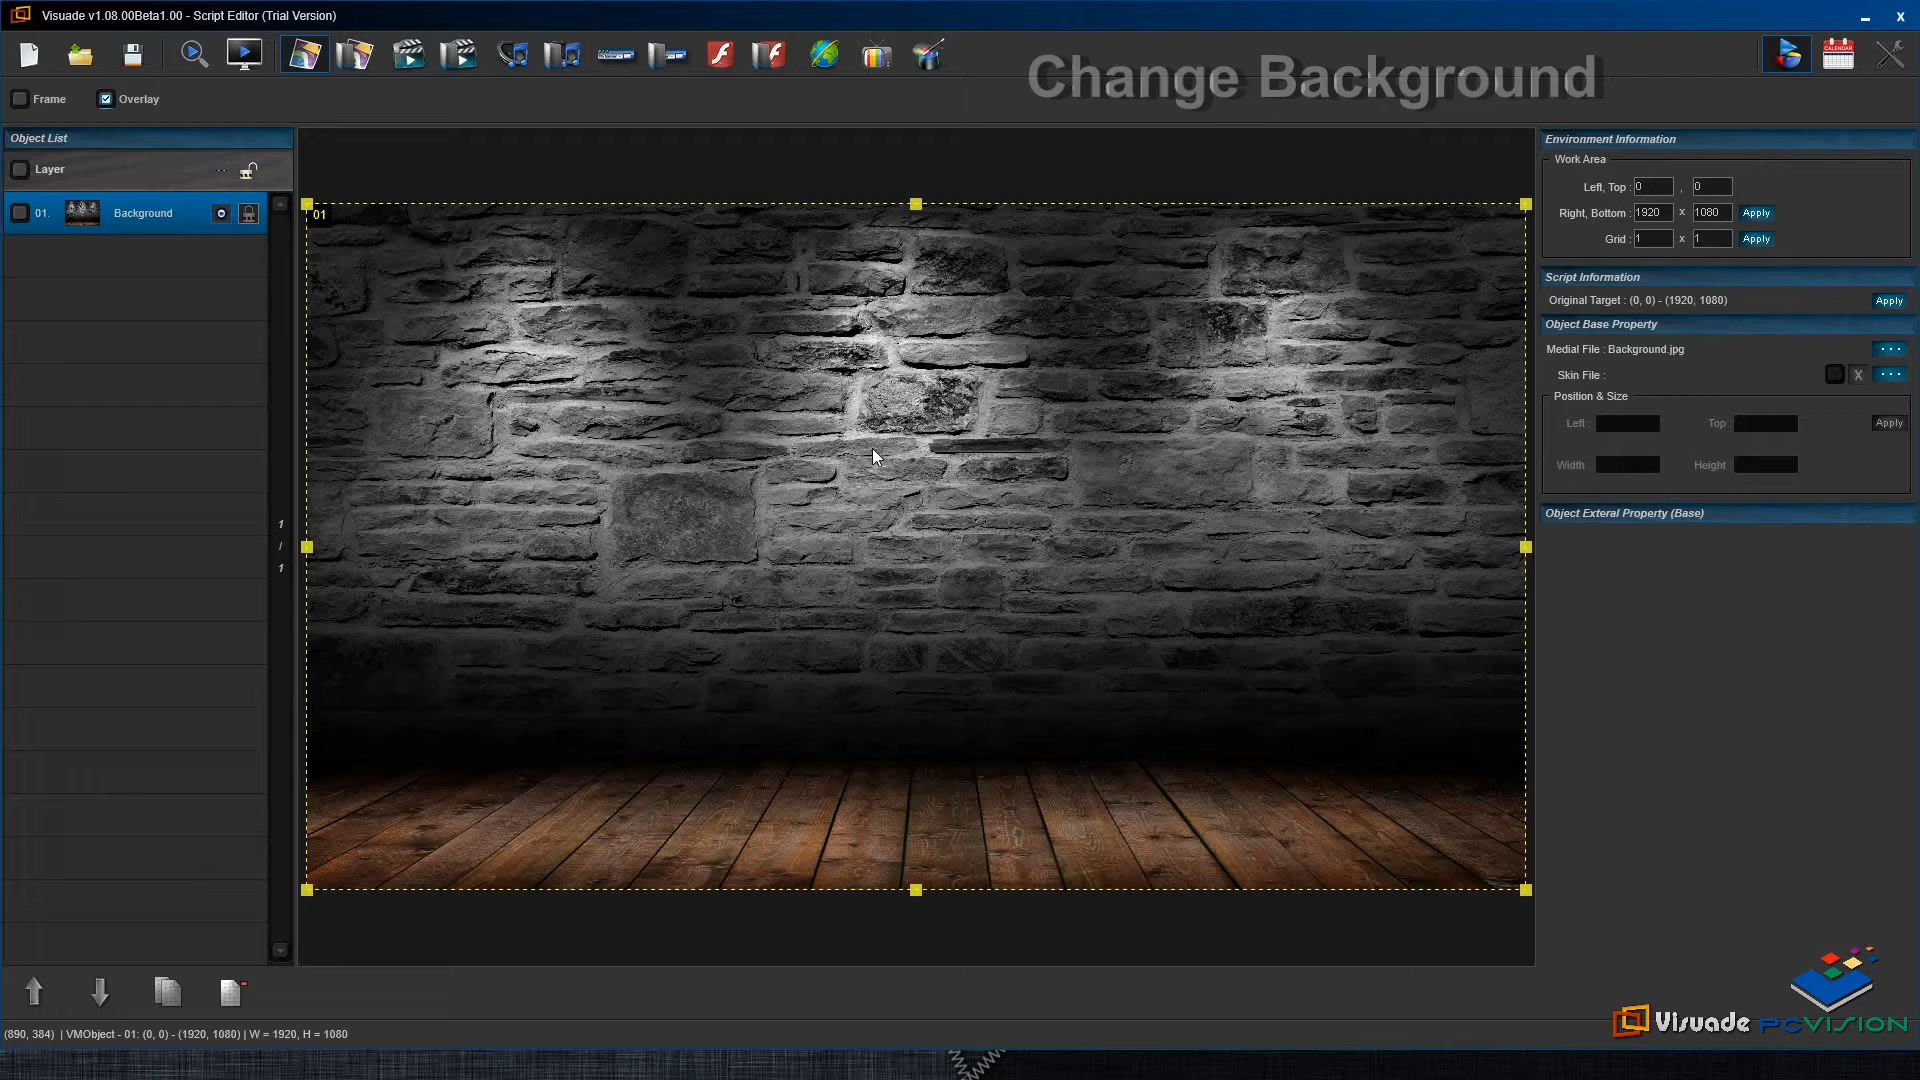 Visuade v1.08.00Beta1.00 - Script Editor (Trial Version)
Change Background
CALENDAR
Frame
Overlay
Object List
Layer
01.
Background
1
/
1
01
Environment Information
Work Area
Left, Top : 0 , 0
Right, Bottom : 1920 x 1080 Apply
Grid : 1 x 1 Apply
Script Information
Original Target : (0, 0) - (1920, 1080) Apply
Object Base Property
Medial File : Background.jpg ...
Skin File : X ...
Position & Size
Left : Top : Apply
Width : Height :
Object Exteral Property (Base)
Visuade PCVISION
(890, 384) | VMObject - 01: (0, 0) - (1920, 1080) | W = 1920, H = 1080